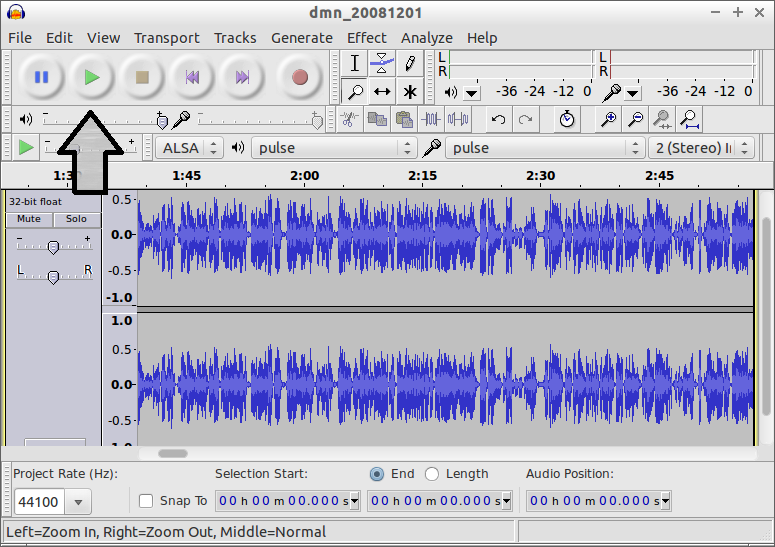 dmn_20081201
File Edit View Transport Tracks Generate Effect Analyze Help
L
R
-36 -24 -12 0
L
R
-36 -24 -12 0
- +
- +
- +
ALSA pulse pulse 2 (Stereo)
1:45 2:00 2:15 2:30 2:45
32-bit float
Mute Solo
- +
L R
0.5
0.0
-0.5
-1.0
1.0
0.5
0.0
-0.5
-1.0
Project Rate (Hz): Selection Start: End Length Audio Position:
44100 Snap To 00 h 00 m 00.000 s 00 h 00 m 00.000 s 00 h 00 m 00.000 s
Left=Zoom In, Right=Zoom Out, Middle=Normal